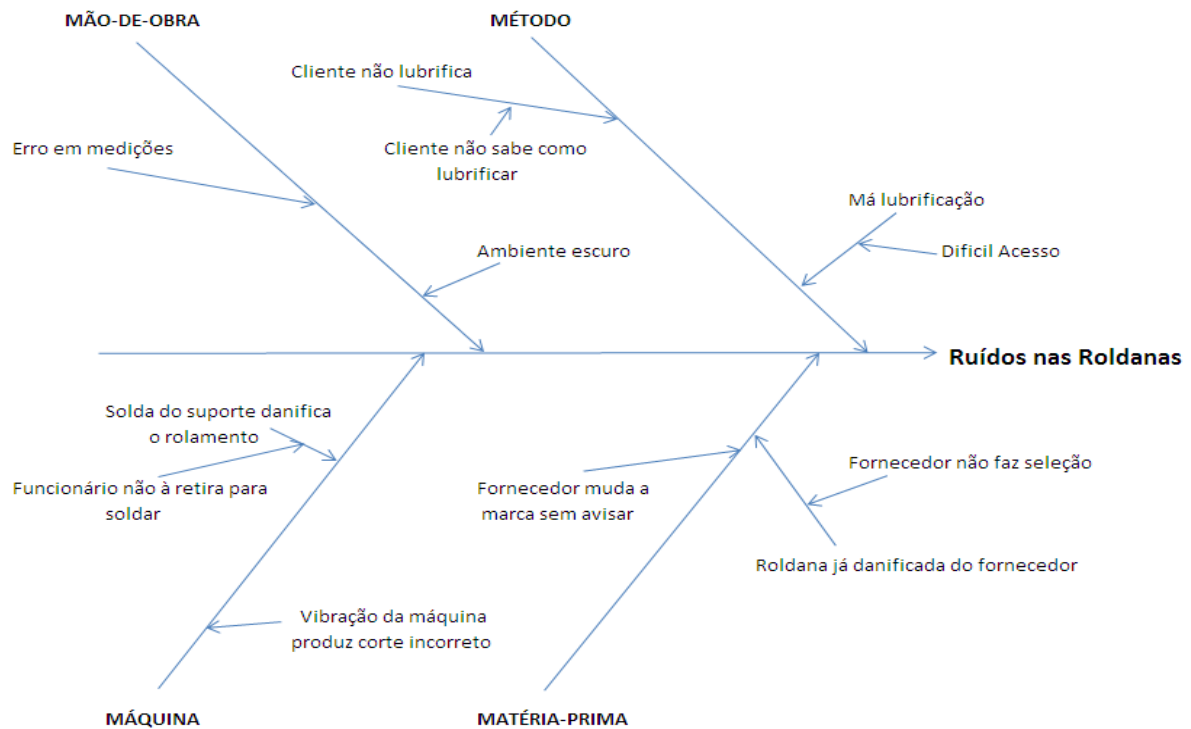 MÃO-DE-OBRA
MÉTODO
Cliente não lubrifica
Erro em medições
Cliente não sabe como
lubrificar
Má lubrificação
Ambiente escuro
Dificil Acesso
Ruídos nas Roldanas
Solda do suporte danifica
o rolamento
Funcionário não à retira para
soldar
Fornecedor muda a
marca sem avisar
Fornecedor não faz seleção
Roldana já danificada do fornecedor
Vibração da máquina
produz corte incorreto
MÁQUINA
MATÉRIA-PRIMA